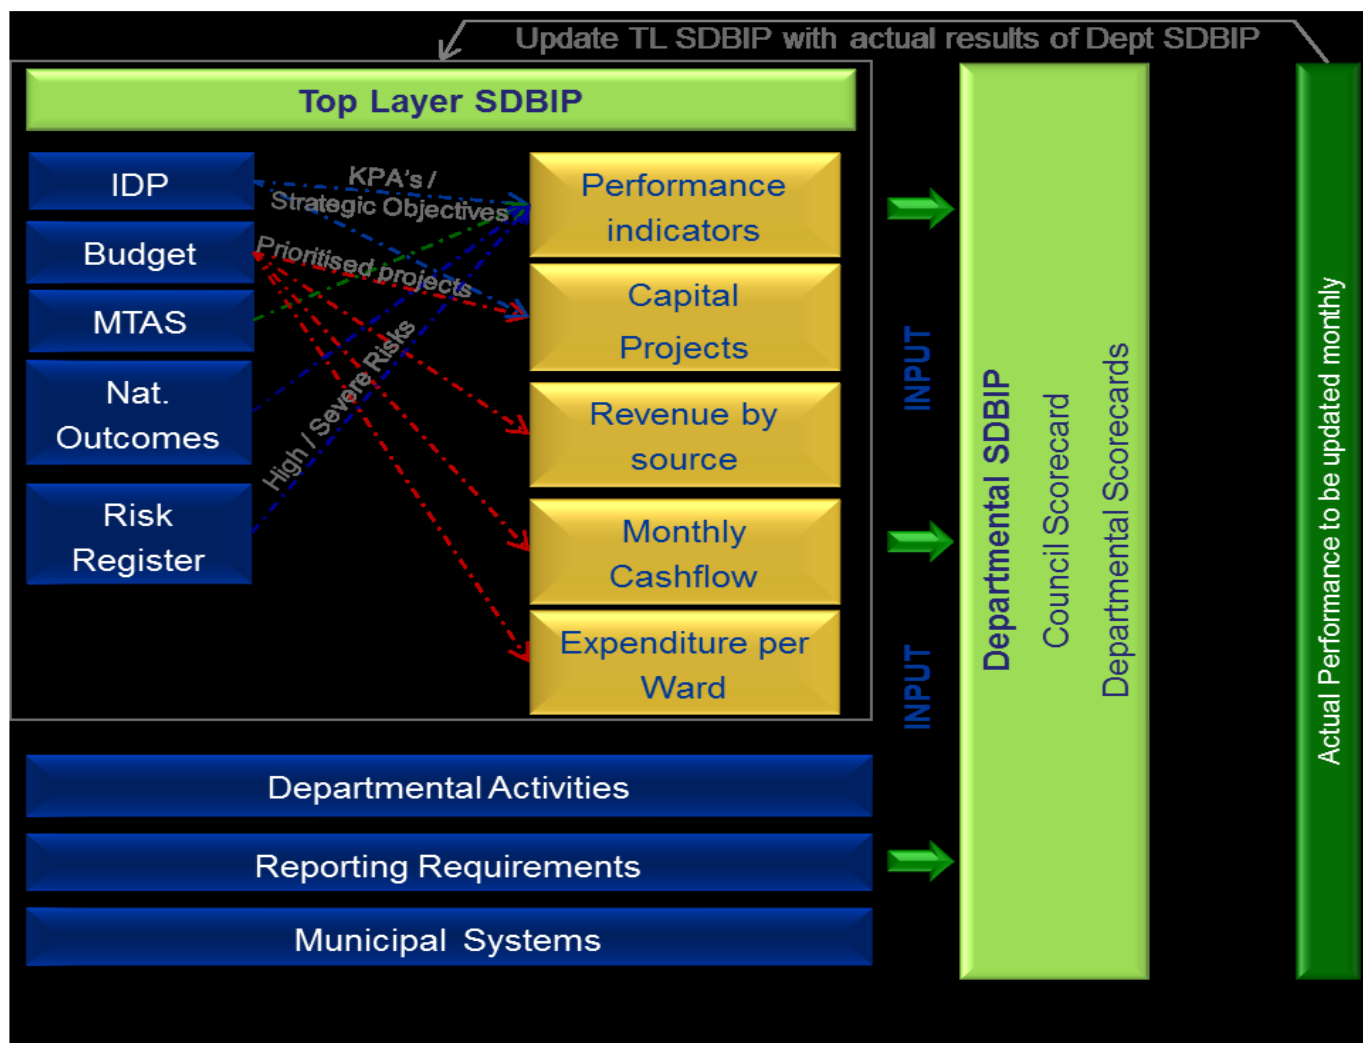 Update TL SDBIP with actual results of Dept SDBIP
Top Layer SDBIP
IDP
Budget
MTAS
Nat.
Outcomes
Risk
Register
KPA's /
Strategic Objectives
Prioritised projects
High / Severe Risks
Performance
indicators
Capital
Projects
Revenue by
source
Monthly
Cashflow
Expenditure per
Ward
INPUT
INPUT
Departmental SDBIP
Council Scorecard
Departmental Scorecards
Actual Performance to be updated monthly
Departmental Activities
Reporting Requirements
Municipal Systems